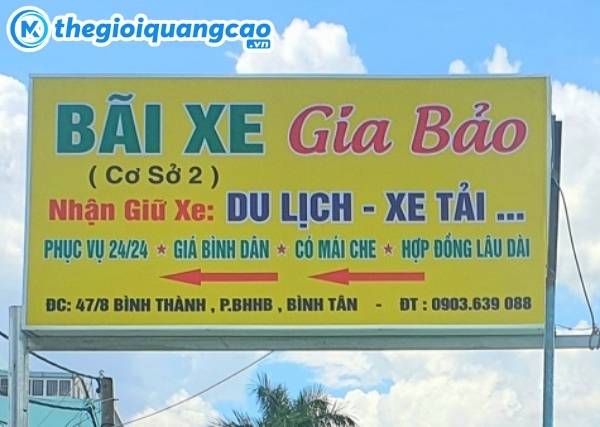 thegioiquangcao
.vn
BÃI XE Gia Bảo
( Cơ Sở 2 )
Nhận Giữ Xe: DU LỊCH - XE TẢI ...
PHỤC VỤ 24/24 ★ GIÁ BÌNH DÂN ★ CÓ MÁI CHE ★ HỢP ĐỒNG LÂU DÀI
ĐC: 47/8 BÌNH THÀNH , P.BHHB , BÌNH TÂN - ĐT : 0903.639 088